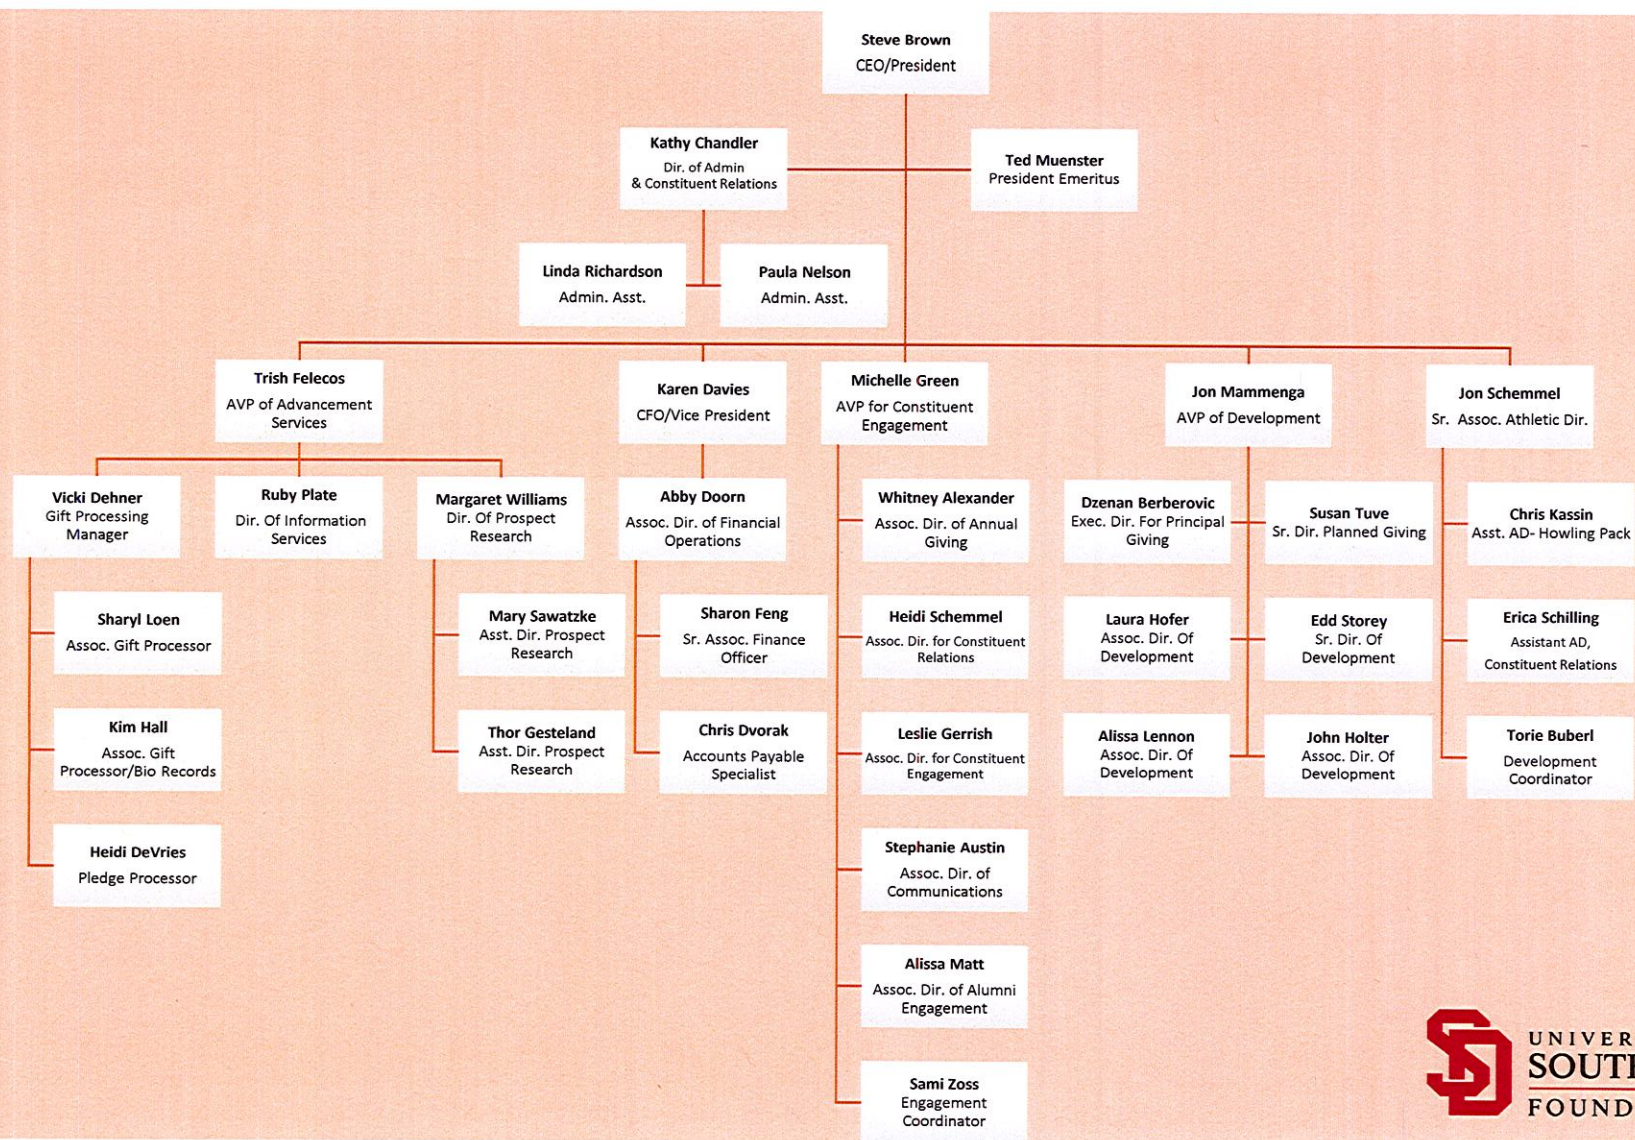 Steve Brown
CEO/President
Kathy Chandler
Dir. of Admin
& Constituent Relations
Ted Muenster
President Emeritus
Linda Richardson
Admin. Asst.
Paula Nelson
Admin. Asst.
Trish Felecos
AVP of Advancement
Services
Karen Davies
CFO/Vice President
Michelle Green
AVP for Constituent
Engagement
Jon Mammenga
AVP of Development
Jon Schemmel
Sr. Assoc. Athletic Dir.
Vicki Dehner
Gift Processing
Manager
Ruby Plate
Dir. Of Information
Services
Margaret Williams
Dir. Of Prospect
Research
Abby Doorn
Assoc. Dir. of Financial
Operations
Whitney Alexander
Assoc. Dir. of Annual
Giving
Dzenan Berberovic
Exec. Dir. For Principal
Giving
Susan Tuve
Sr. Dir. Planned Giving
Chris Kassin
Asst. AD- Howling Pack
Sharyl Loen
Assoc. Gift Processor
Mary Sawatzke
Asst. Dir. Prospect
Research
Sharon Feng
Sr. Assoc. Finance
Officer
Heidi Schemmel
Assoc. Dir. for Constituent
Relations
Laura Hofer
Assoc. Dir. Of
Development
Edd Storey
Sr. Dir. Of
Development
Erica Schilling
Assistant AD,
Constituent Relations
Kim Hall
Assoc. Gift
Processor/Bio Records
Thor Gesteland
Asst. Dir. Prospect
Research
Chris Dvorak
Accounts Payable
Specialist
Leslie Gerrish
Assoc. Dir. for Constituent
Engagement
Alissa Lennon
Assoc. Dir. Of
Development
John Holter
Assoc. Dir. Of
Development
Torie Buberl
Development
Coordinator
Heidi DeVries
Pledge Processor
Stephanie Austin
Assoc. Dir. of
Communications
Alissa Matt
Assoc. Dir. of Alumni
Engagement
Sami Zoss
Engagement
Coordinator
SD
UNIVER
SOUTH
FOUND